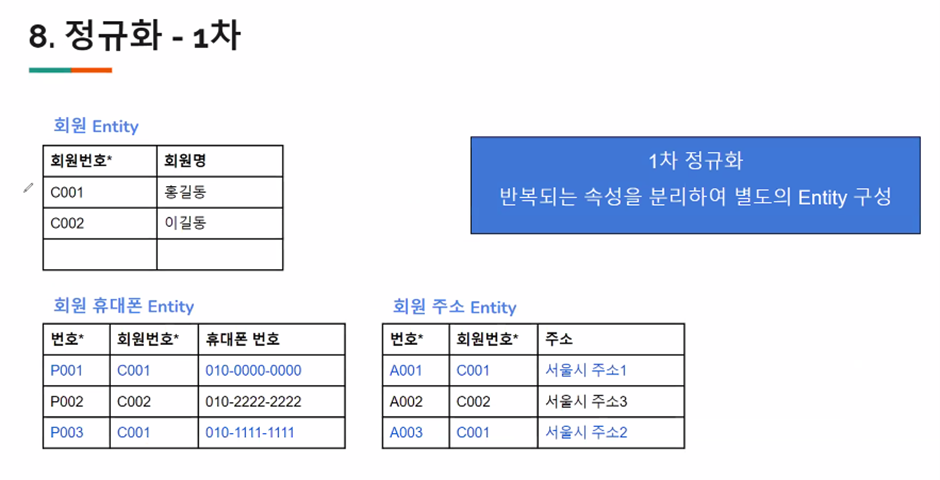 8. 정규화 - 1차
회원 Entity
회원번호* 회원명
C001 홍길동
C002 이길동
1차 정규화
반복되는 속성을 분리하여 별도의 Entity 구성
회원 휴대폰 Entity
번호* 회원번호* 휴대폰 번호
P001 C001 010-0000-0000
P002 C002 010-2222-2222
P003 C001 010-1111-1111
회원 주소 Entity
번호* 회원번호* 주소
A001 C001 서울시 주소1
A002 C002 서울시 주소3
A003 C001 서울시 주소2